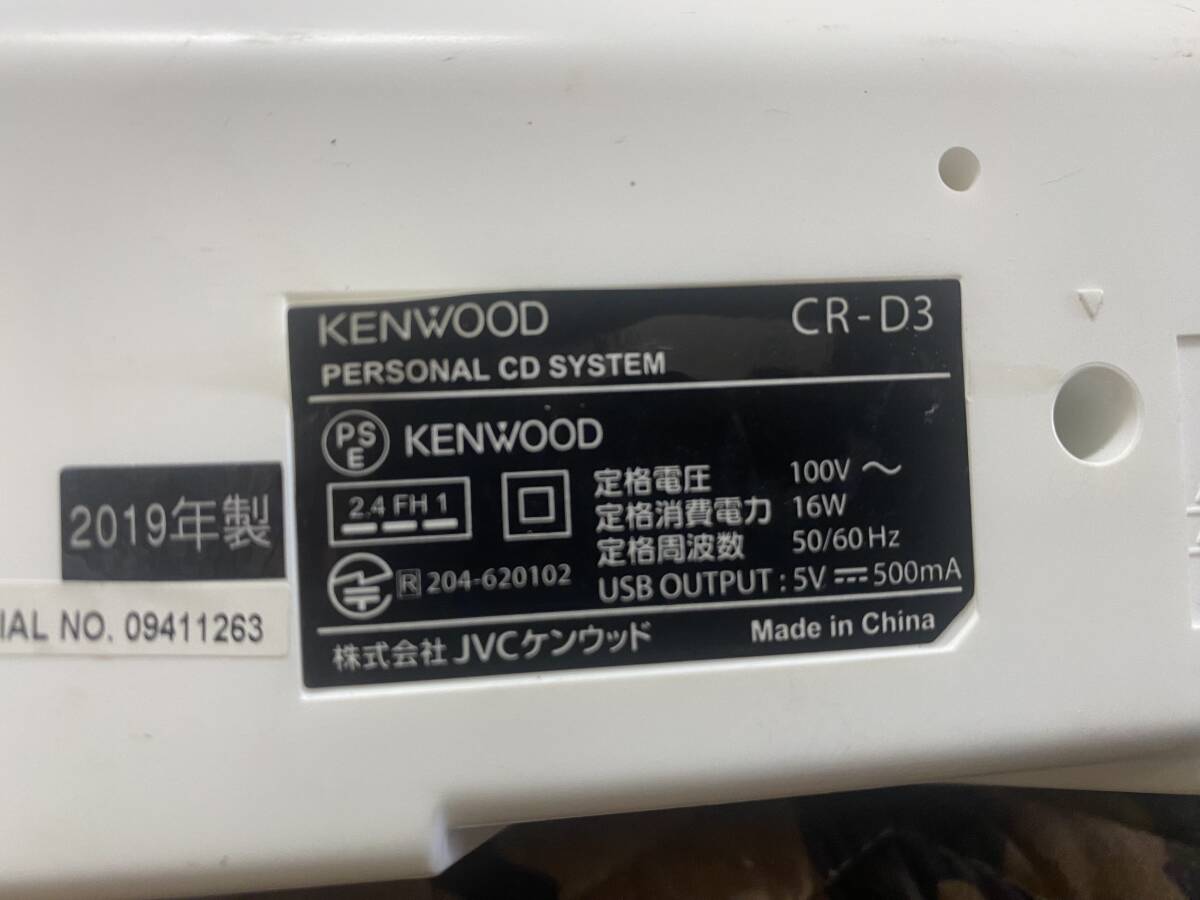 KENWOOD CR-D3
PERSONAL CD SYSTEM
PS
E
KENWOOD
2.4 FH 1
R 204-620102
定格電圧 100V ～
定格消費電力 16W
定格周波数 50/60 Hz
USB OUTPUT : 5V ⎓ 500mA
株式会社 JVCケンウッド Made in China
2019年製
IAL NO. 09411263